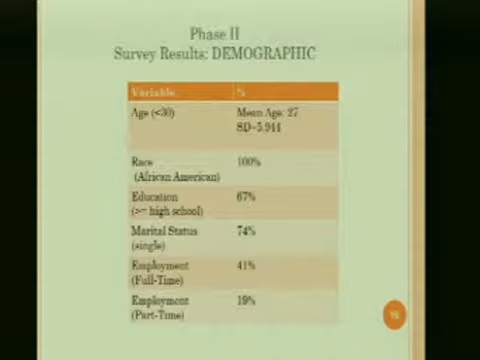 Phase II
Survey Results: DEMOGRAPHIC
Variable %
Age (<30) Mean Age: 27
SD=5.944
Race 100%
(African American)
Education 67%
(>= high school)
Marital Status 74%
(single)
Employment 41%
(Full-Time)
Employment 19%
(Part-Time)